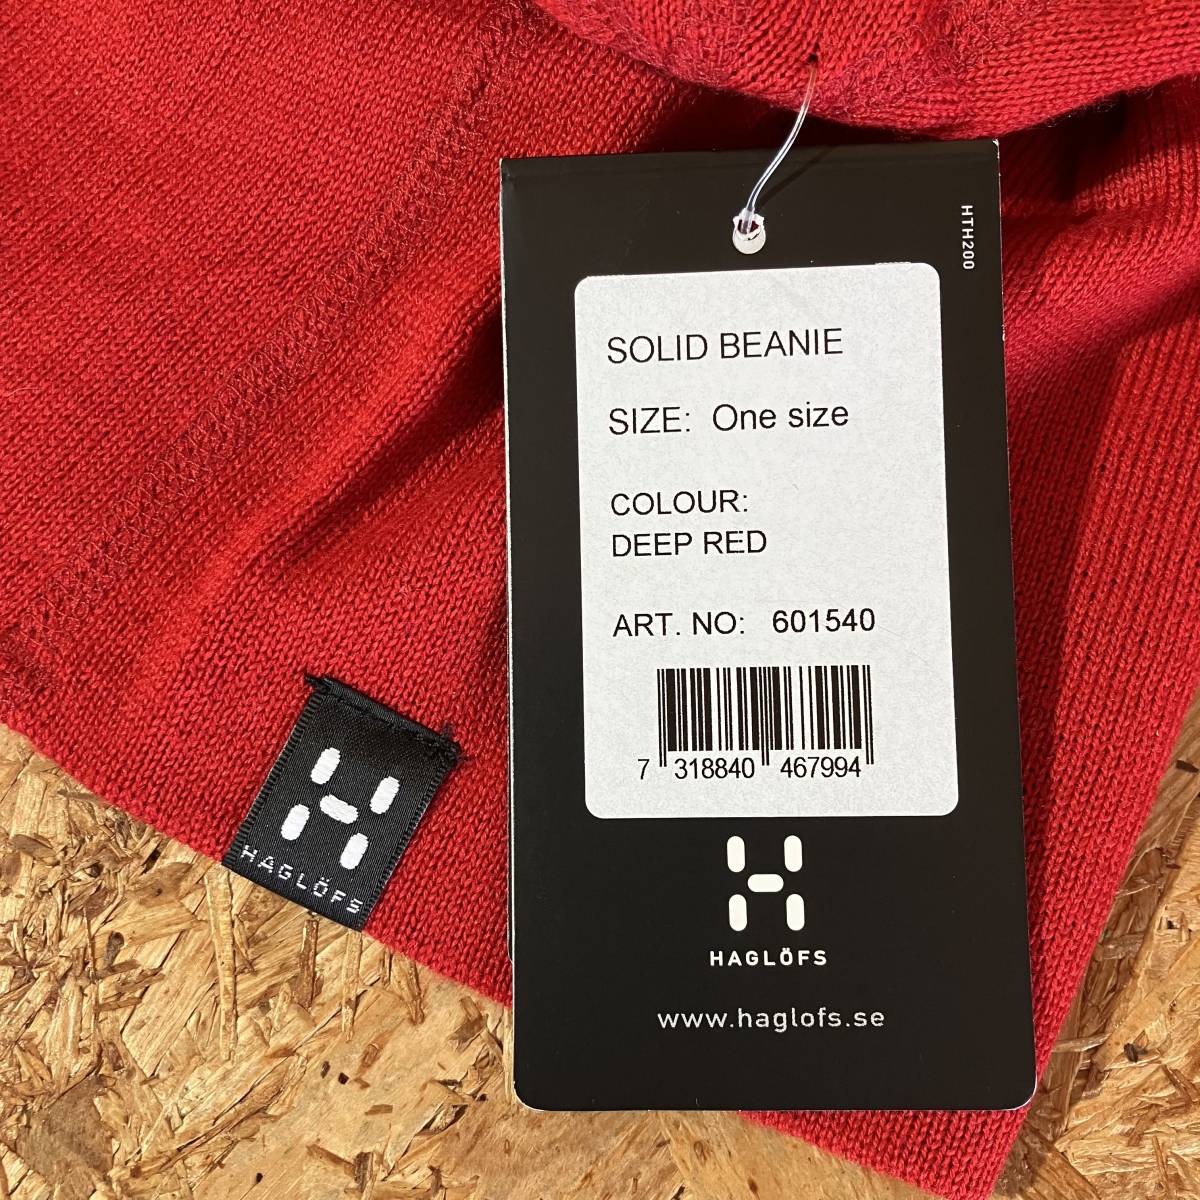 HTH200
SOLID BEANIE
SIZE: One size
COLOUR:
DEEP RED
ART. NO: 601540
7 318840 467994
HAGLÖFS
www.haglofs.se
HAGLÖFS